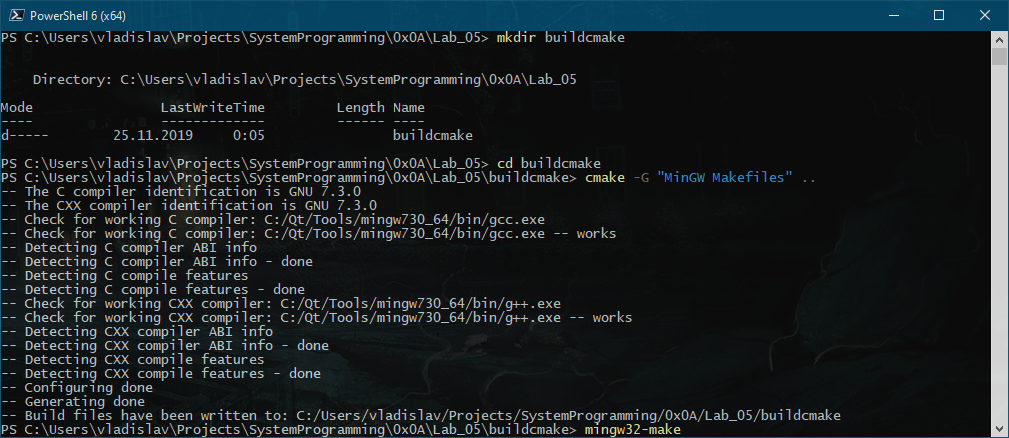 PowerShell 6 (x64)
PS C:\Users\vladislav\Projects\SystemProgramming\0x0A\Lab_05> mkdir buildcmake
Directory: C:\Users\vladislav\Projects\SystemProgramming\0x0A\Lab_05
Mode LastWriteTime Length Name
---- ------------- ------ ----
d----- 25.11.2019 0:05 buildcmake
PS C:\Users\vladislav\Projects\SystemProgramming\0x0A\Lab_05> cd buildcmake
PS C:\Users\vladislav\Projects\SystemProgramming\0x0A\Lab_05\buildcmake> cmake -G "MinGW Makefiles" ..
-- The C compiler identification is GNU 7.3.0
-- The CXX compiler identification is GNU 7.3.0
-- Check for working C compiler: C:/Qt/Tools/mingw730_64/bin/gcc.exe
-- Check for working C compiler: C:/Qt/Tools/mingw730_64/bin/gcc.exe -- works
-- Detecting C compiler ABI info
-- Detecting C compiler ABI info - done
-- Detecting C compile features
-- Detecting C compile features - done
-- Check for working CXX compiler: C:/Qt/Tools/mingw730_64/bin/g++.exe
-- Check for working CXX compiler: C:/Qt/Tools/mingw730_64/bin/g++.exe -- works
-- Detecting CXX compiler ABI info
-- Detecting CXX compiler ABI info - done
-- Detecting CXX compile features
-- Detecting CXX compile features - done
-- Configuring done
-- Generating done
-- Build files have been written to: C:/Users/vladislav/Projects/SystemProgramming/0x0A/Lab_05/buildcmake
PS C:\Users\vladislav\Projects\SystemProgramming\0x0A\Lab_05\buildcmake> mingw32-make